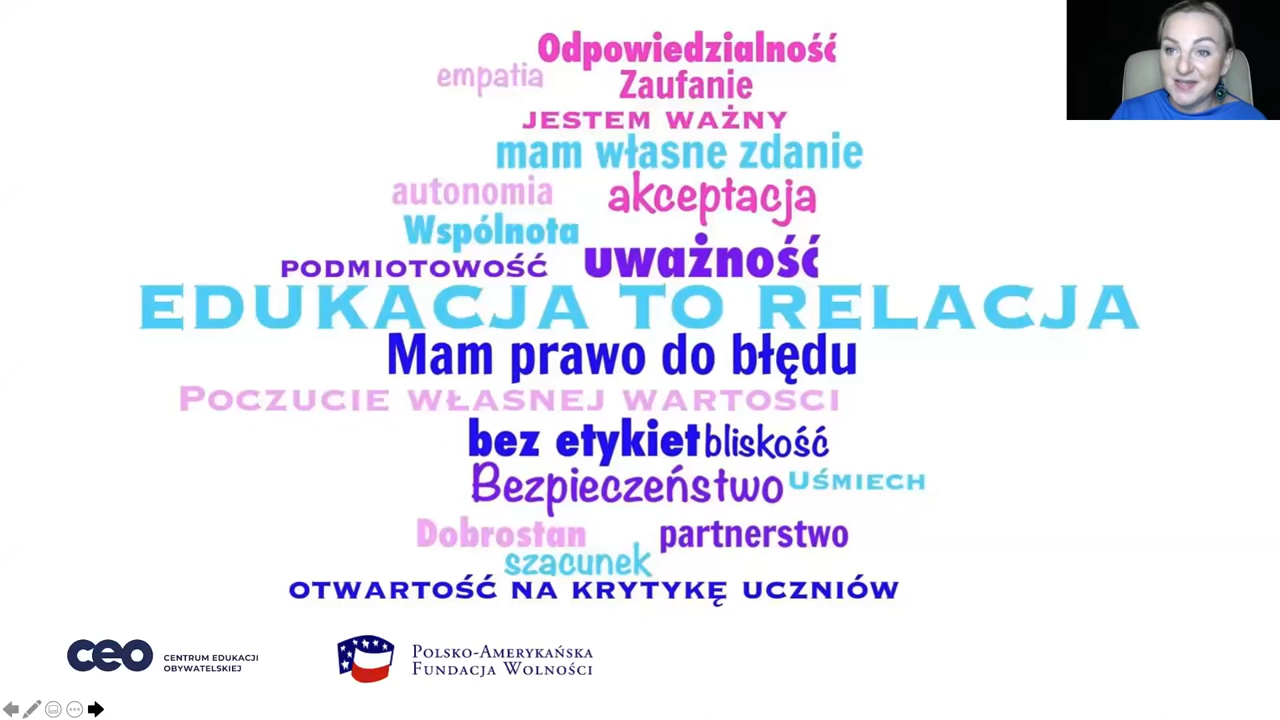 Odpowiedzialność
empatia
Zaufanie
JESTEM WAŻNY
mam własne zdanie
autonomia
akceptacja
Wspólnota
uważność
PODMIOTOWOŚĆ
EDUKACJA TO RELACJA
Mam prawo do błędu
POCZUCIE WŁASNEJ WARTOŚCI
bez etykiet
bliskość
Bezpieczeństwo
UŚMIECH
Dobrostan
partnerstwo
szacunek
OTWARTOŚĆ NA KRYTYKĘ UCZNIÓW
CEO
CENTRUM EDUKACJI
OBYWATELSKIEJ
POLSKO-AMERYKAŃSKA
FUNDACJA WOLNOŚCI